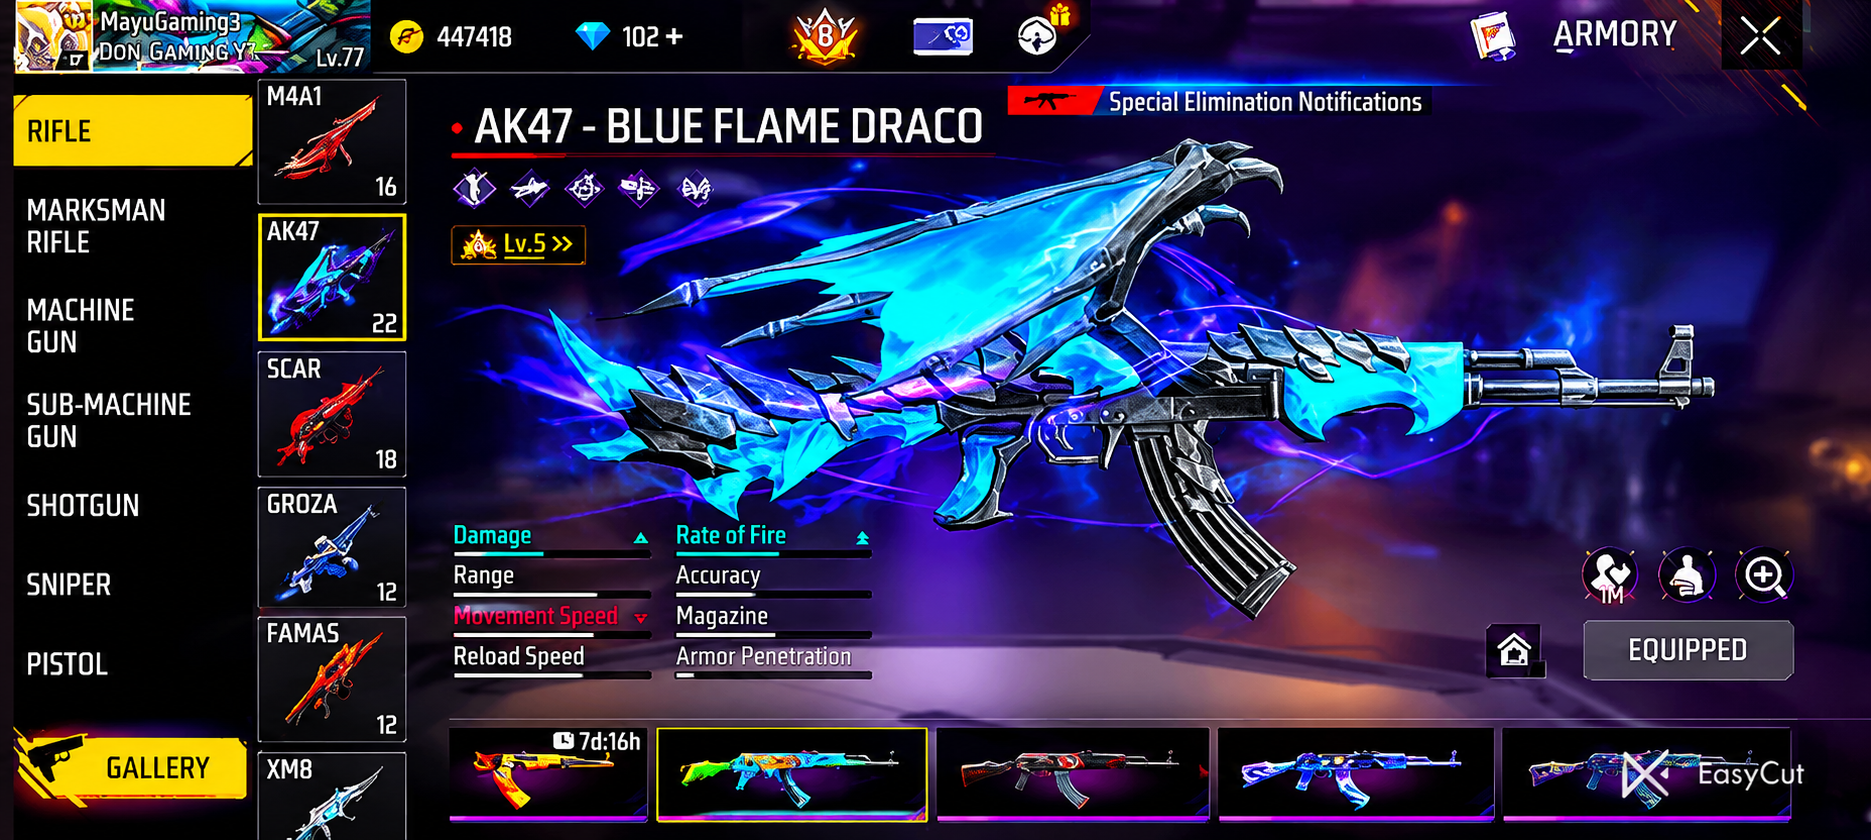 MayuGaming3
DON GAMING Y7
Lv.77
447418
102 +
ARMORY
RIFLE
MARKSMAN
RIFLE
MACHINE
GUN
SUB-MACHINE
GUN
SHOTGUN
SNIPER
PISTOL
GALLERY
M4A1
16
AK47
22
SCAR
18
GROZA
12
FAMAS
12
XM8
AK47 - BLUE FLAME DRACO
Special Elimination Notifications
Lv.5 >>
Damage
Rate of Fire
Range
Accuracy
Movement Speed
Magazine
Reload Speed
Armor Penetration
1M
EQUIPPED
7d:16h
EasyCut